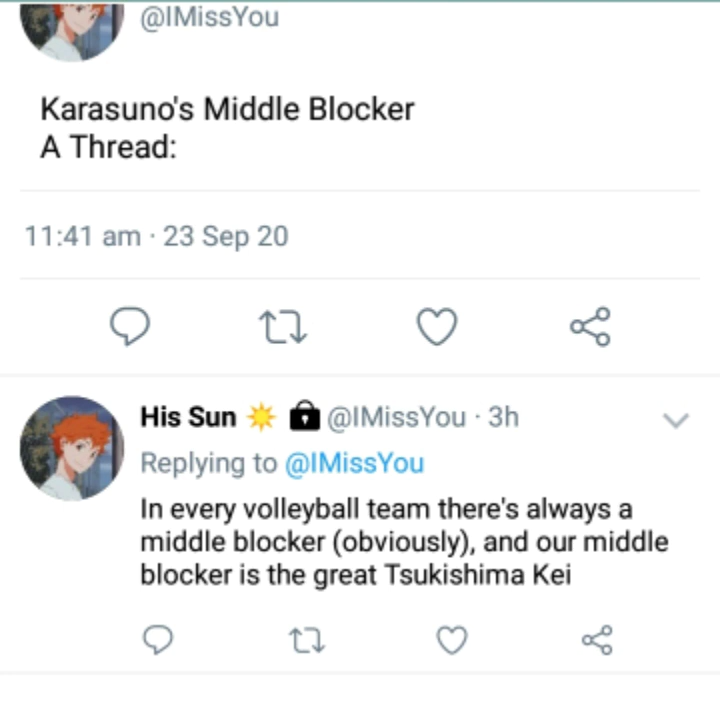 @IMissYou
Karasuno's Middle Blocker
A Thread:
11:41 am · 23 Sep 20
His Sun ☀️ 🔒 @IMissYou · 3h
Replying to @IMissYou
In every volleyball team there's always a
middle blocker (obviously), and our middle
blocker is the great Tsukishima Kei